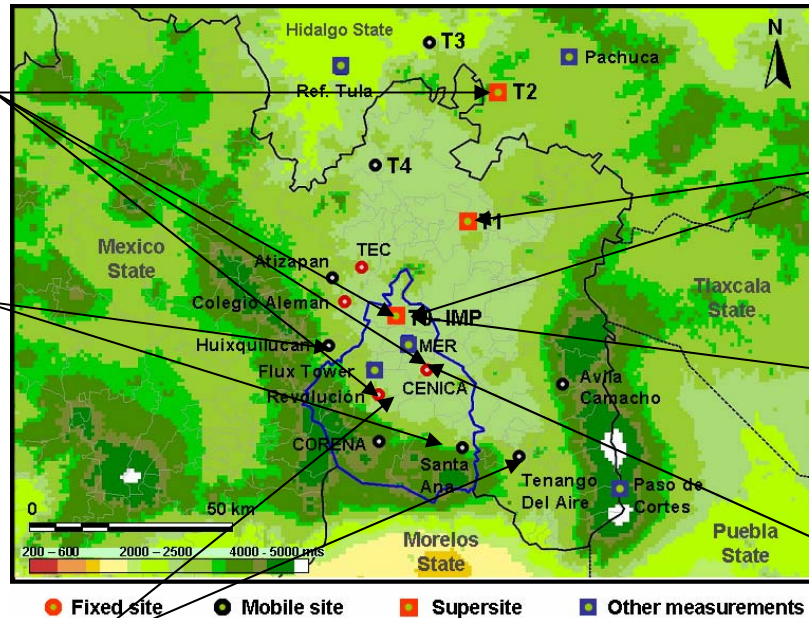 Hidalgo State
T3
N
Pachuca
Ref. Tula
T2
T4
T1
Mexico
State
TEC
Atizapan
Tlaxcala
State
Colegio Aleman
IMP
Huixquilucan
MER
Flux Tower
CENICA
Avila
Camacho
Revolución
CORENA
Santa
Ana
Tenango
Del Aire
Paso de
Cortes
0
50 km
Morelos
State
Puebla
State
200 – 600
2000 – 2500
4000 - 5000 mts
Fixed site
Mobile site
Supersite
Other measurements